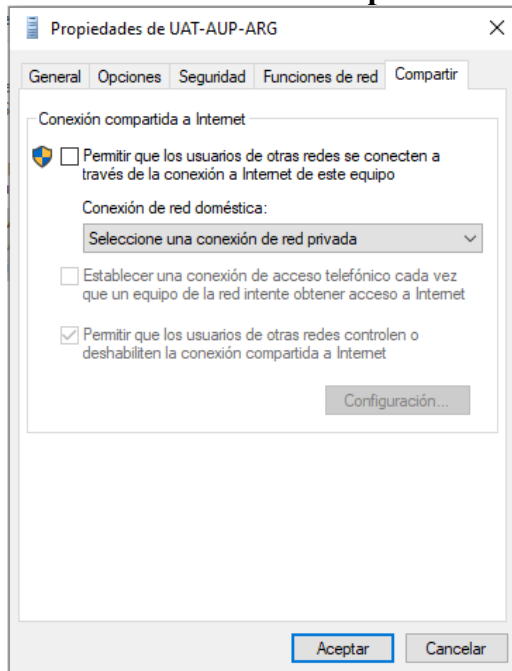 Propiedades de UAT-AUP-ARG
General Opciones Seguridad Funciones de red Compartir
Conexión compartida a Internet
Permitir que los usuarios de otras redes se conecten a
través de la conexión a Internet de este equipo
Conexión de red doméstica:
Seleccione una conexión de red privada
Establecer una conexión de acceso telefónico cada vez
que un equipo de la red intente obtener acceso a Internet
Permitir que los usuarios de otras redes controlen o
deshabiliten la conexión compartida a Internet
Configuración...
Aceptar Cancelar